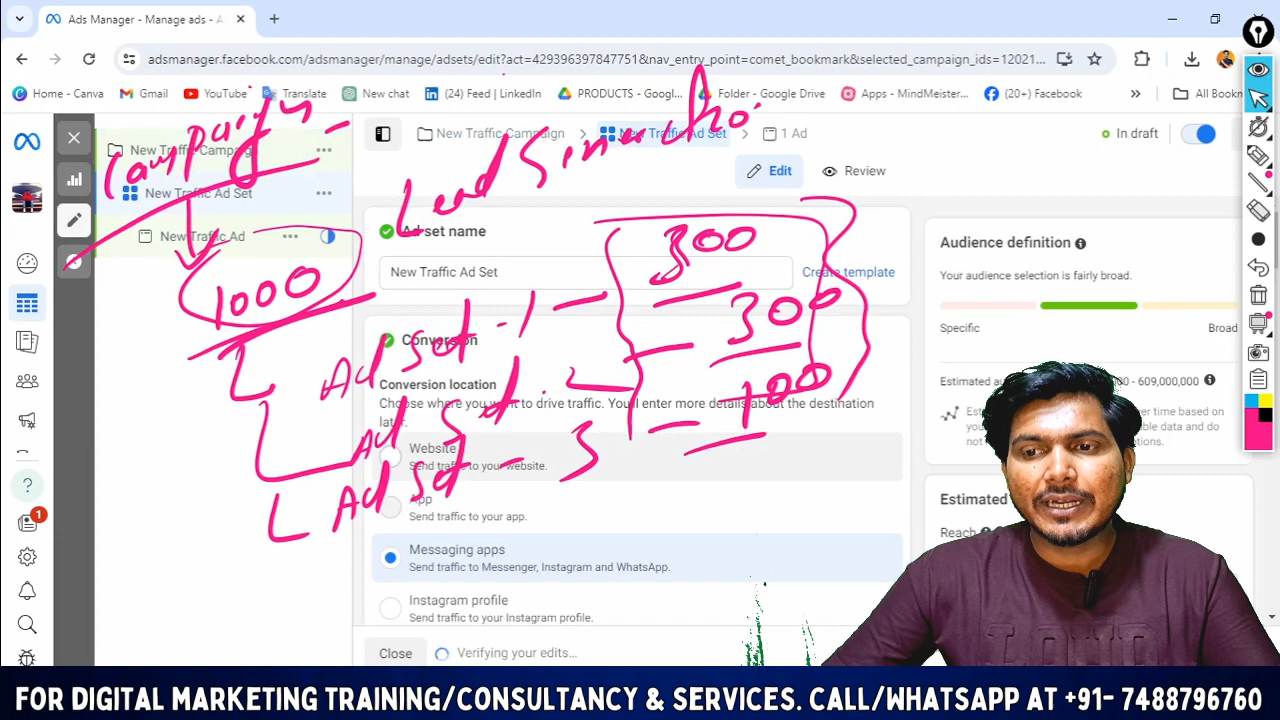 Ads Manager - Manage ads - A
adsmanager.facebook.com/adsmanager/manage/adsets/edit?act=429336397847751&nav_entry_point=comet_bookmark&selected_campaign_ids=12021...
Home - Canva
Gmail
YouTube
Translate
New chat
(24) Feed | LinkedIn
PRODUCTS - Googl...
Folder - Google Drive
Apps - MindMeister...
(20+) Facebook
All Bookm
New Traffic Campaign
New Traffic Ad Set
1 Ad
In draft
Edit
Review
New Traffic Campaig
New Traffic Ad Set
New Traffic Ad
Campaign -
1000
Lead
Ad set name
New Traffic Ad Set
Create template
Ad set - 1 - 300
Ad Set - 2 - 300
Ad Set - 3 - 400
Conversion
Conversion location
Choose where you want to drive traffic. You'll enter more details about the destination
later.
Website
Send traffic to your website.
App
Send traffic to your app.
Messaging apps
Send traffic to Messenger, Instagram and WhatsApp.
Instagram profile
Send traffic to your Instagram profile.
Close
Verifying your edits...
Audience definition
Your audience selection is fairly broad.
Specific
Broad
Estimated
- 609,000,000
Estimated
Reach
1
FOR DIGITAL MARKETING TRAINING/CONSULTANCY & SERVICES. CALL/WHATSAPP AT +91- 7488796760